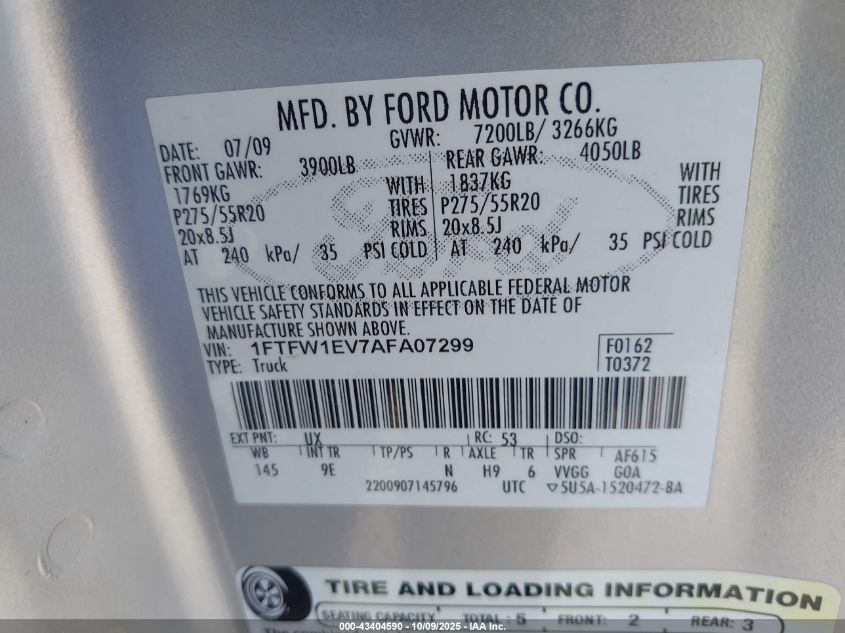 MFD. BY FORD MOTOR CO.
DATE: 07/09 GVWR: 7200LB/ 3266KG
FRONT GAWR: 3900LB REAR GAWR: 4050LB
1769KG WITH 1837KG WITH
P275/55R20 TIRES P275/55R20 TIRES
20x8.5J RIMS 20x8.5J RIMS
AT 240 kPa/ 35 PSI COLD AT 240 kPa/ 35 PSI COLD
Ford
THIS VEHICLE CONFORMS TO ALL APPLICABLE FEDERAL MOTOR
VEHICLE SAFETY STANDARDS IN EFFECT ON THE DATE OF
MANUFACTURE SHOWN ABOVE.
VIN: 1FTFW1EV7AFA07299 F0162
TYPE: Truck T0372
EXT PNT: UX RC: 53 DSO:
WB INT TR TP/PS R AXLE TR SPR AF615
145 9E N H9 6 VVGG GOA
2200907145796 UTC ▽5U5A-1520472-BA
TIRE AND LOADING INFORMATION
SEATING CAPACITY TOTAL: 5 FRONT: 2 REAR: 3
000-43404590 - 10/09/2025 - IAA Inc.